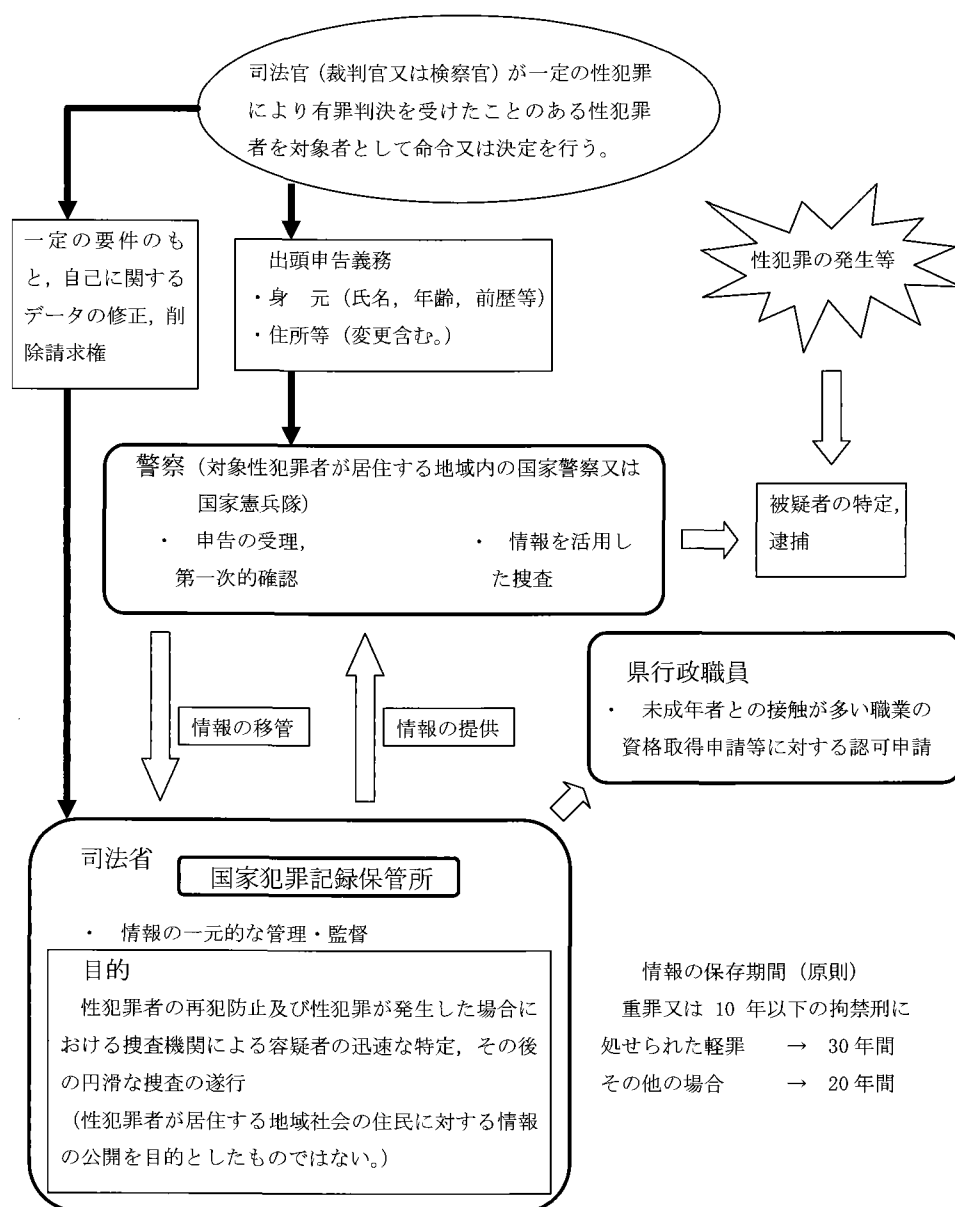 司法官（裁判官又は検察官）が一定の性犯罪
により有罪判決を受けたことのある性犯罪
者を対象者として命令又は決定を行う。
一定の要件のも
と，自己に関する
データの修正，削
除請求権
出頭申告義務
・身　元（氏名，年齢，前歴等）
・住所等（変更含む。）
性犯罪の発生等
警察（対象性犯罪者が居住する地域内の国家警察又は
国家憲兵隊）
・　申告の受理，
第一次的確認
・　情報を活用し
た捜査
被疑者の特定，
逮捕
県行政職員
・　未成年者との接触が多い職業の
資格取得申請等に対する認可申請
情報の移管
情報の提供
司法省
国家犯罪記録保管所
・　情報の一元的な管理・監督
目的
性犯罪者の再犯防止及び性犯罪が発生した場合に
おける捜査機関による容疑者の迅速な特定，その後
の円滑な捜査の遂行
（性犯罪者が居住する地域社会の住民に対する情報
の公開を目的としたものではない。）
情報の保存期間（原則）
重罪又は 10 年以下の拘禁刑に
処せられた軽罪　→　30 年間
その他の場合　→　20 年間